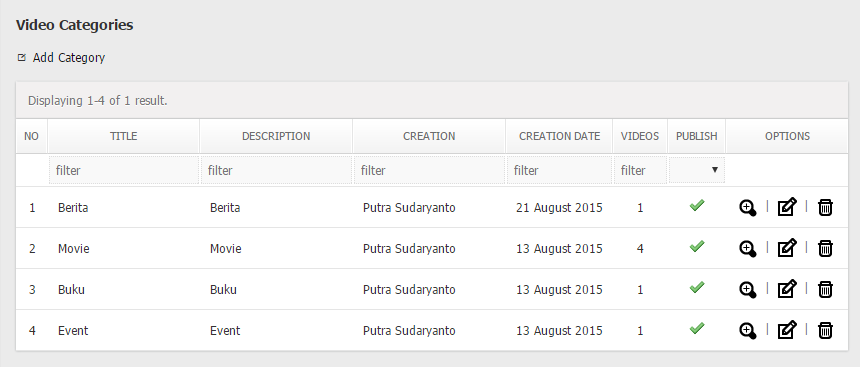 Video Categories
Add Category
Displaying 1-4 of 1 result.
NO TITLE DESCRIPTION CREATION CREATION DATE VIDEOS PUBLISH OPTIONS
filter filter filter filter filter
1 Berita Berita Putra Sudaryanto 21 August 2015 1 | |
2 Movie Movie Putra Sudaryanto 13 August 2015 4 | |
3 Buku Buku Putra Sudaryanto 13 August 2015 1 | |
4 Event Event Putra Sudaryanto 13 August 2015 1 | |